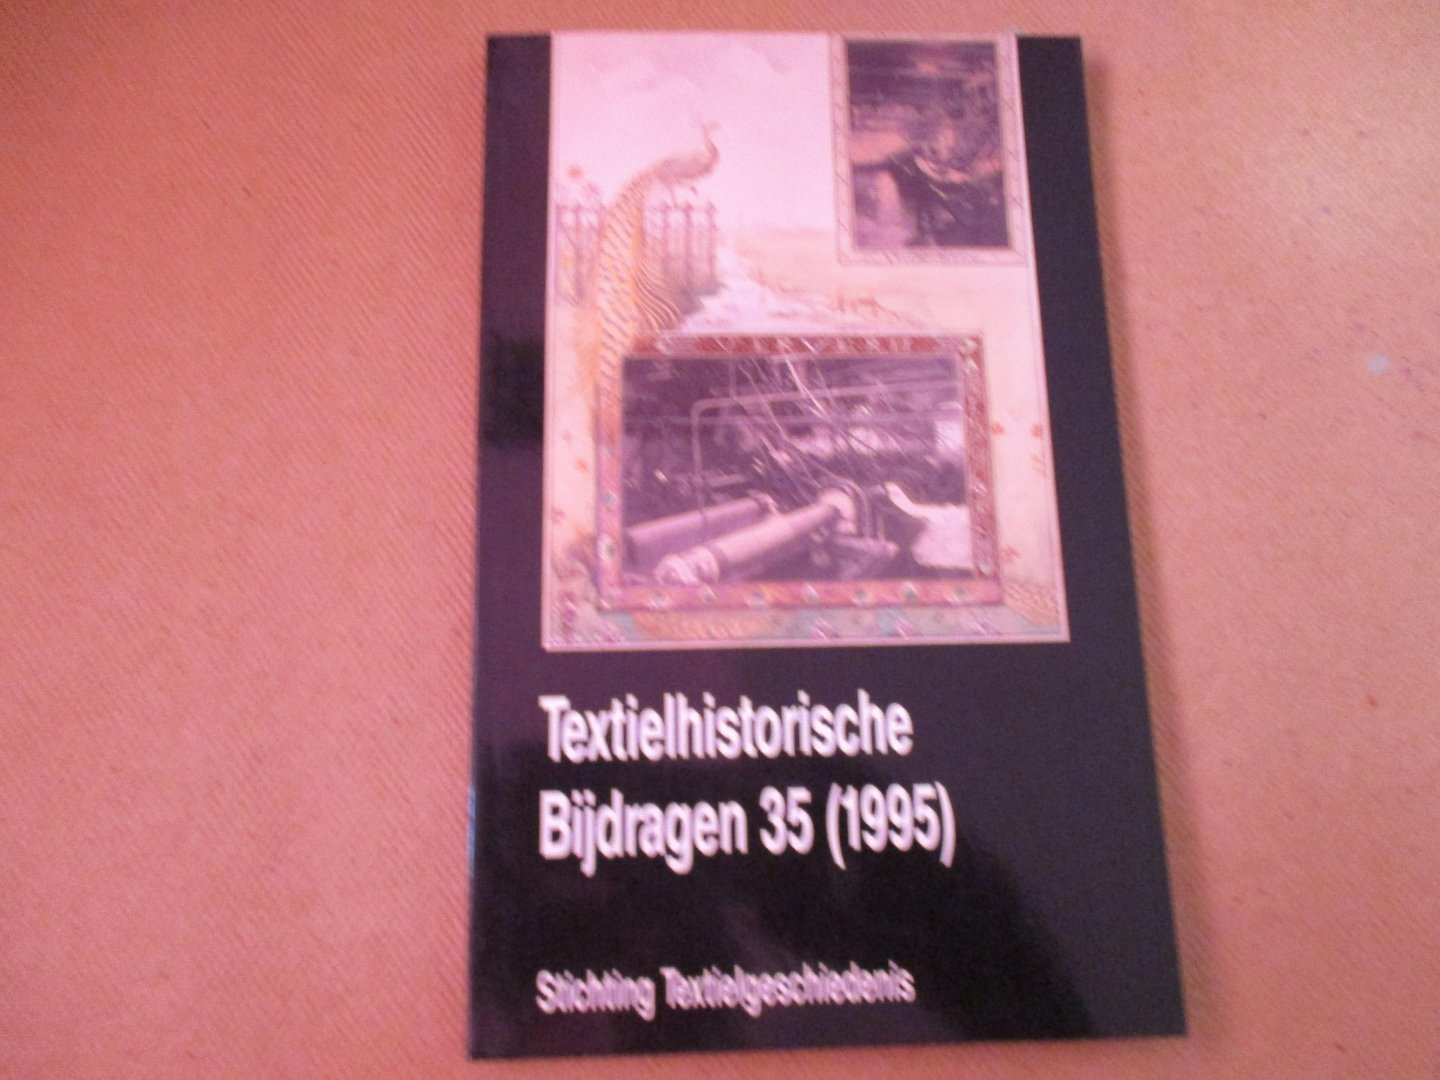 Textielhistorische
Bijdragen 35 (1995)
Stichting Textielgeschiedenis